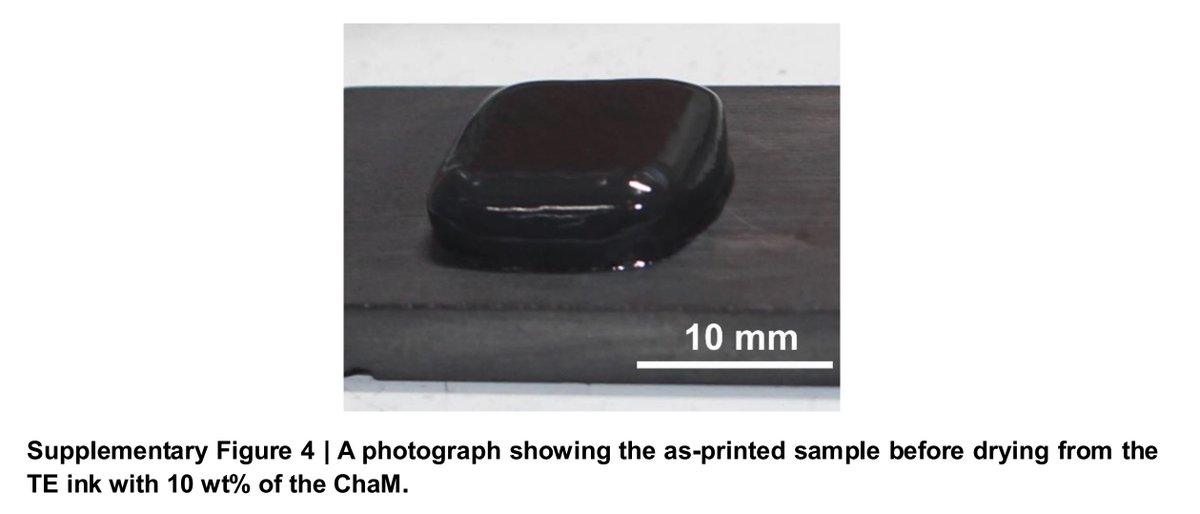 10 mm
Supplementary Figure 4 | A photograph showing the as-printed sample before drying from the
TE ink with 10 wt% of the ChaM.